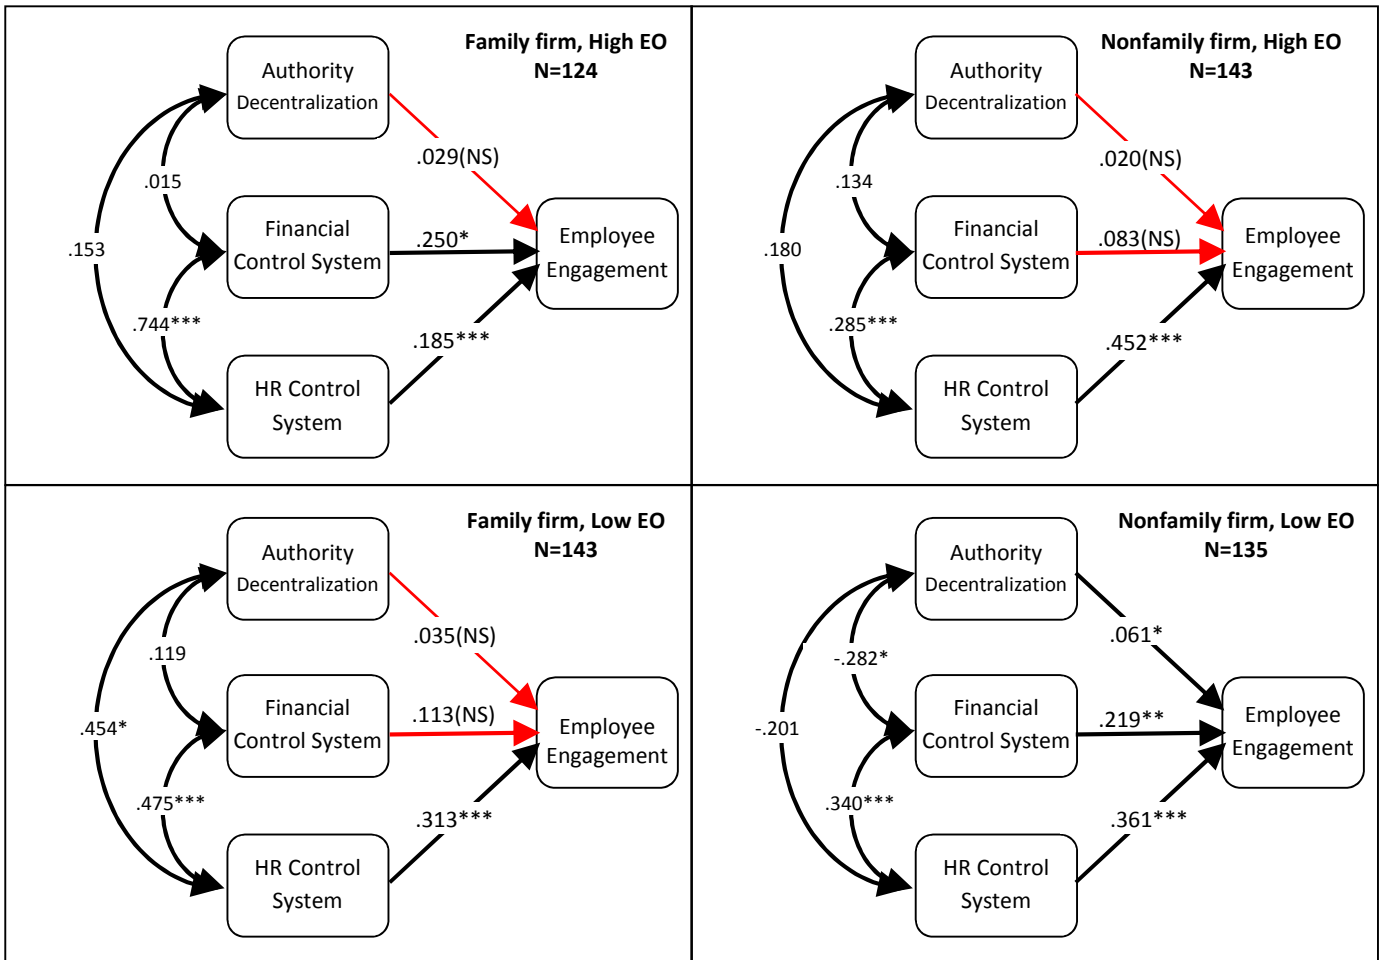 Family firm, High EO
N=124
Authority
Decentralization
.029(NS)
.015
.153
Financial
Control System
.250*
Employee
Engagement
.744***
.185***
HR Control
System
Nonfamily firm, High EO
N=143
Authority
Decentralization
.020(NS)
.134
.180
Financial
Control System
.083(NS)
Employee
Engagement
.285***
.452***
HR Control
System
Family firm, Low EO
N=143
Authority
Decentralization
.035(NS)
.119
.454*
Financial
Control System
.113(NS)
Employee
Engagement
.475***
.313***
HR Control
System
Nonfamily firm, Low EO
N=135
Authority
Decentralization
.061*
-.282*
-.201
Financial
Control System
.219**
Employee
Engagement
.340***
.361***
HR Control
System